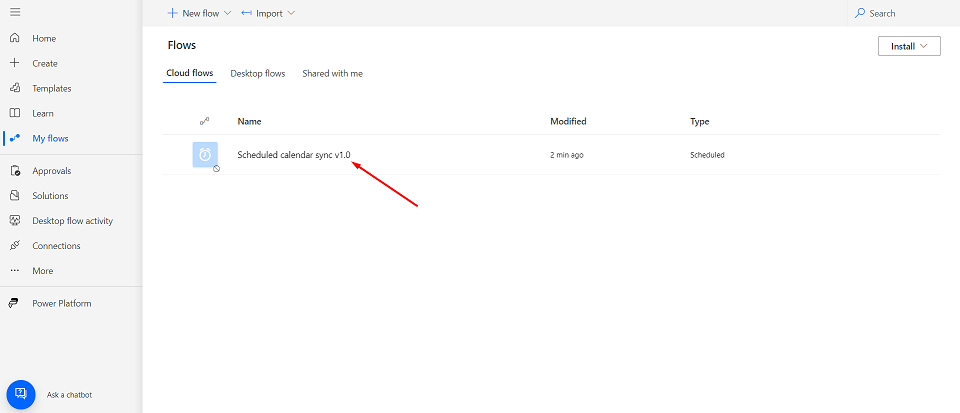 New flow
Import
Search
Home
Create
Templates
Learn
My flows
Approvals
Solutions
Desktop flow activity
Connections
More
Power Platform
Ask a chatbot
Flows
Install
Cloud flows
Desktop flows
Shared with me
Name
Modified
Type
Scheduled calendar sync v1.0
2 min ago
Scheduled